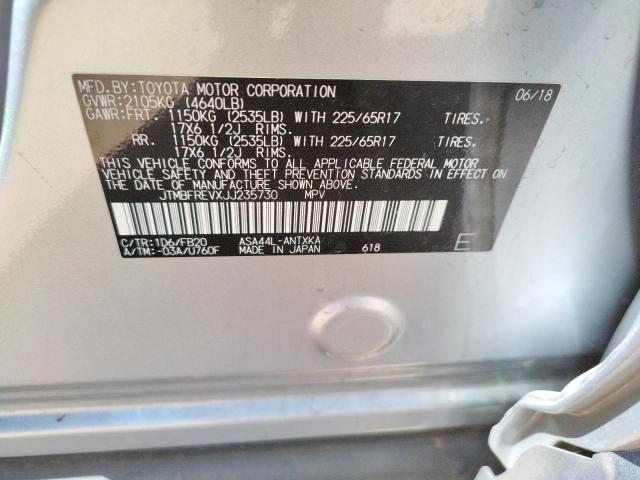 MFD.BY:TOYOTA MOTOR CORPORATION 06/18
GVWR:2105KG (4640LB)
GAWR:FRT. 1150KG (2535LB) WITH 225/65R17 TIRES.
17X6 1/2J RIMS.
RR. 1150KG (2535LB) WITH 225/65R17 TIRES.
17X6 1/2J RIMS.
THIS VEHICLE CONFORMS TO ALL APPLICABLE FEDERAL MOTOR
VEHICLE SAFETY AND THEFT PREVENTION STANDARDS IN EFFECT
ON THE DATE OF MANUFACTURE SHOWN ABOVE.
JTMBFREVXJJ235730 MPV
C/TR:1D6/FB20 ASA44L-ANTXKA E
A/TM:-03A/U760F MADE IN JAPAN 618